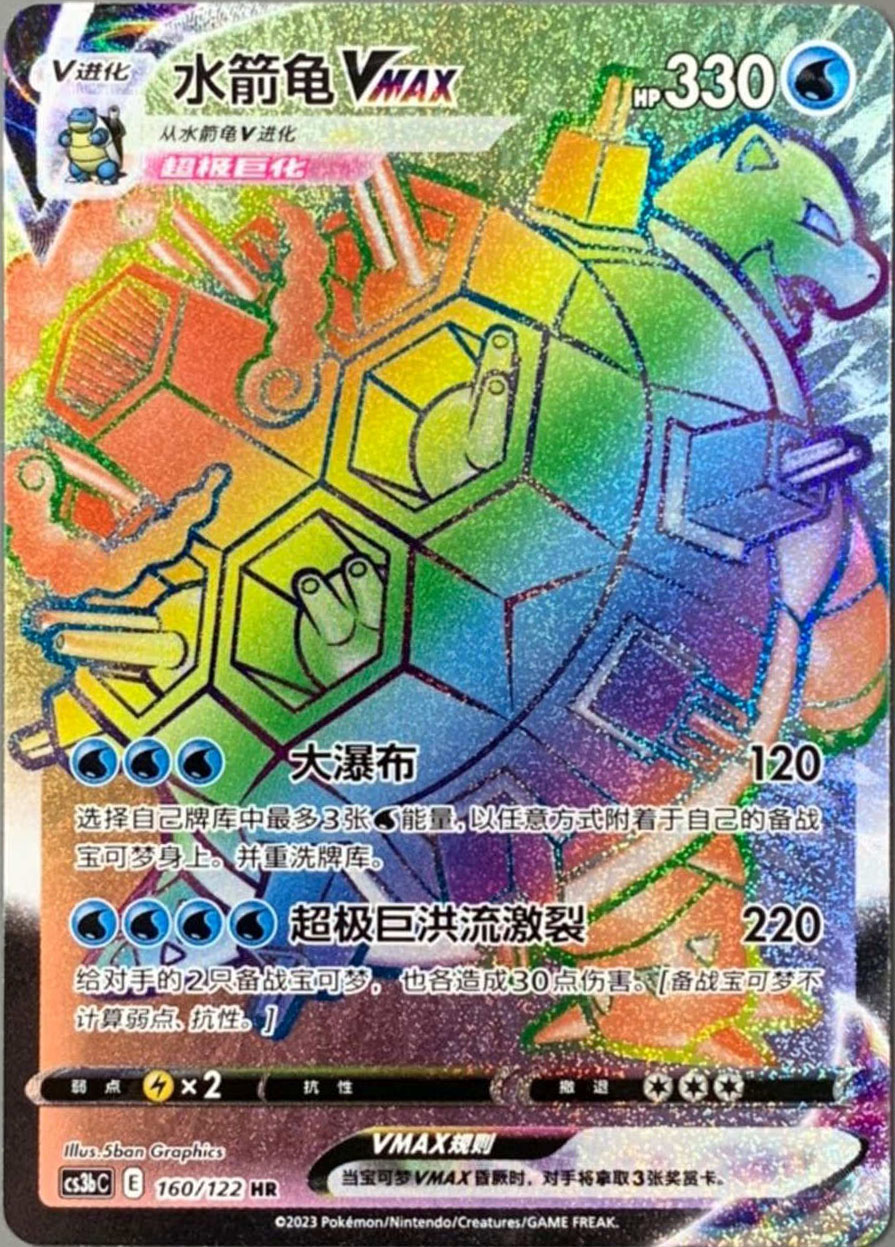 V进化
水箭龟VMAX
HP330
从水箭龟V进化
超极巨化
大瀑布 120
选择自己牌库中最多3张能量,以任意方式附着于自己的备战
宝可梦身上。并重洗牌库。
超极巨洪流激裂 220
给对手的2只备战宝可梦,也各造成30点伤害。[备战宝可梦不
计算弱点、抗性。]
弱点 ×2 抗性 撤退
Illus.5ban Graphics
VMAX规则
当宝可梦VMAX昏厥时,对手将拿取3张奖赏卡。
cs3bC E 160/122 HR
©2023 Pokémon/Nintendo/Creatures/GAME FREAK.